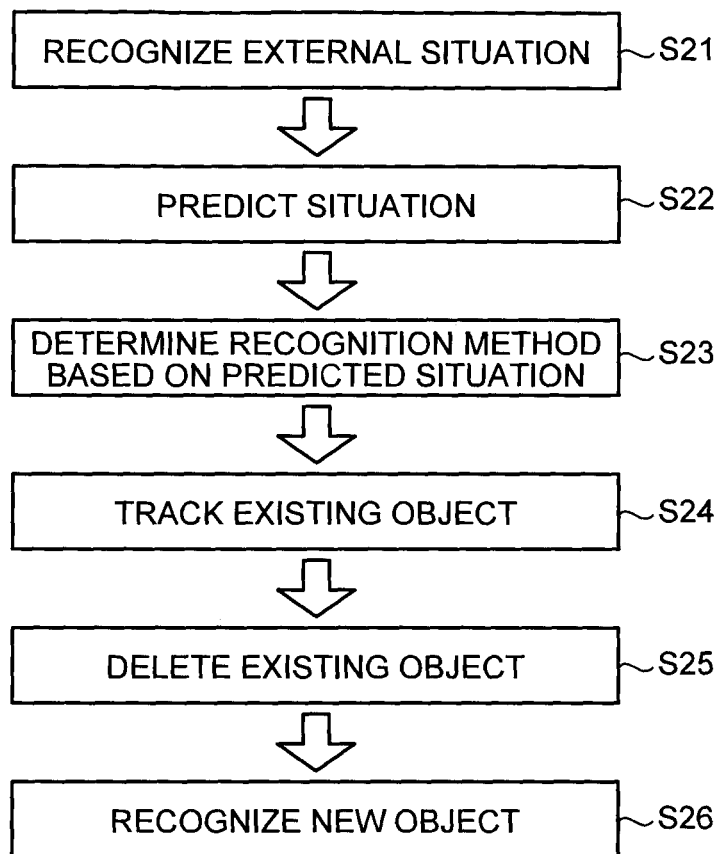 RECOGNIZE EXTERNAL SITUATION
S21
PREDICT SITUATION
S22
DETERMINE RECOGNITION METHOD
BASED ON PREDICTED SITUATION
S23
TRACK EXISTING OBJECT
S24
DELETE EXISTING OBJECT
S25
RECOGNIZE NEW OBJECT
S26